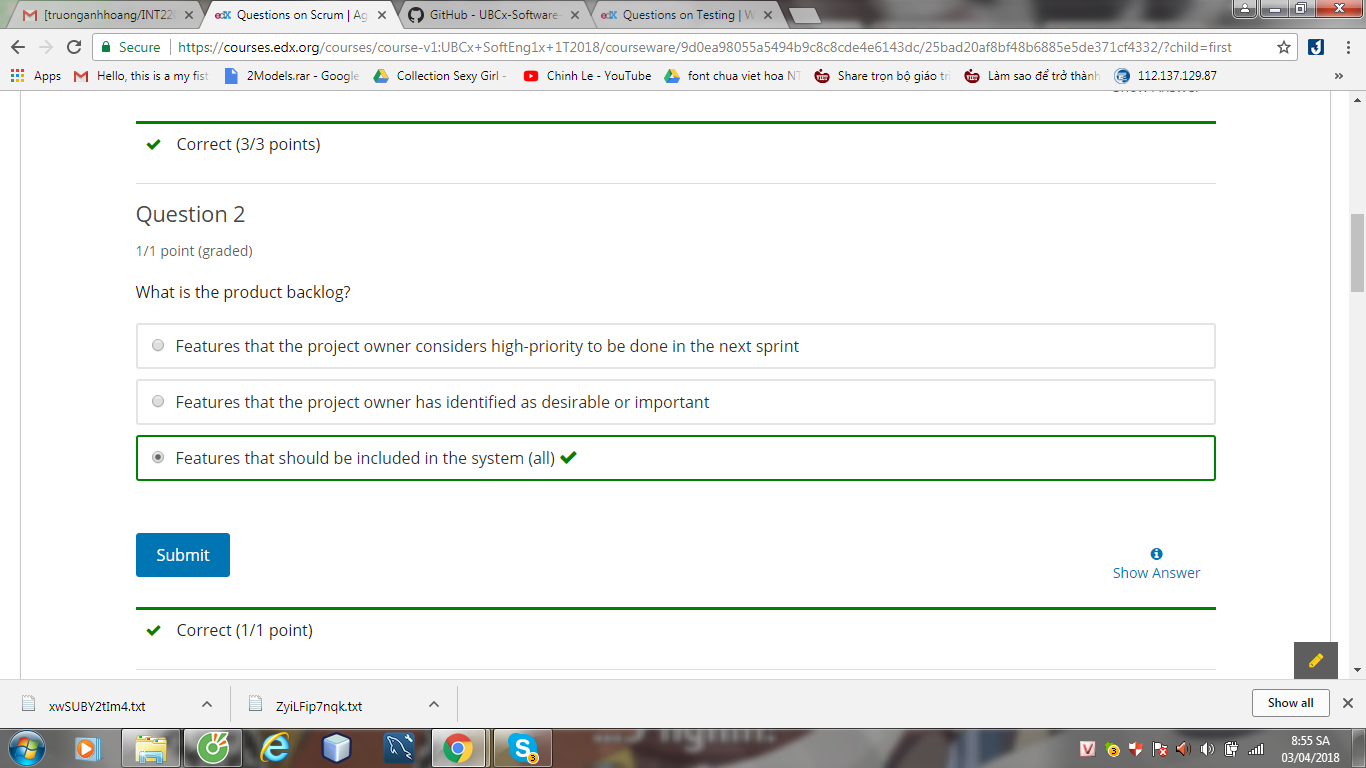 [truonganhhoang/INT22
Questions on Scrum | Ag
GitHub - UBCx-Software-
Questions on Testing | W
Secure
https://courses.edx.org/courses/course-v1:UBCx+SoftEng1x+1T2018/courseware/9d0ea98055a5494b9c8c8cde4e6143dc/25bad20af8bf48b6885e5de371cf4332/?child=first
Apps
Hello, this is a my fist
2Models.rar - Google
Collection Sexy Girl -
Chinh Le - YouTube
font chua viet hoa NT
Share trọn bộ giáo tri
Làm sao để trở thành
112.137.129.87
»
Correct (3/3 points)
Question 2
1/1 point (graded)
What is the product backlog?
Features that the project owner considers high-priority to be done in the next sprint
Features that the project owner has identified as desirable or important
Features that should be included in the system (all)
Submit
Show Answer
Correct (1/1 point)
xwSUBY2tIm4.txt
ZyiLFip7nqk.txt
Show all
8:55 SA
03/04/2018